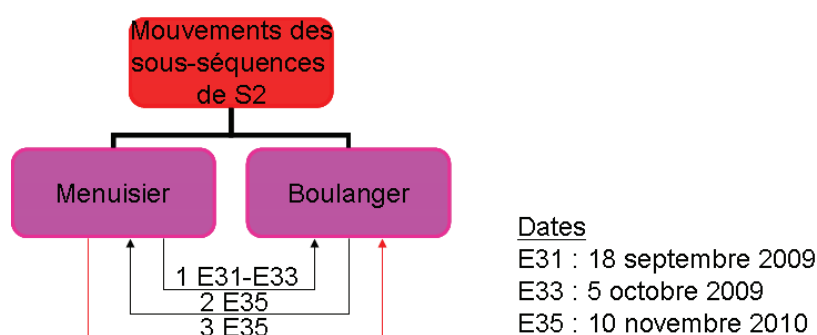 Mouvements des
sous-séquences
de S2
Menuisier
Boulanger
1 E31-E33
2 E35
3 E35
Dates
E31 : 18 septembre 2009
E33 : 5 octobre 2009
E35 : 10 novembre 2010